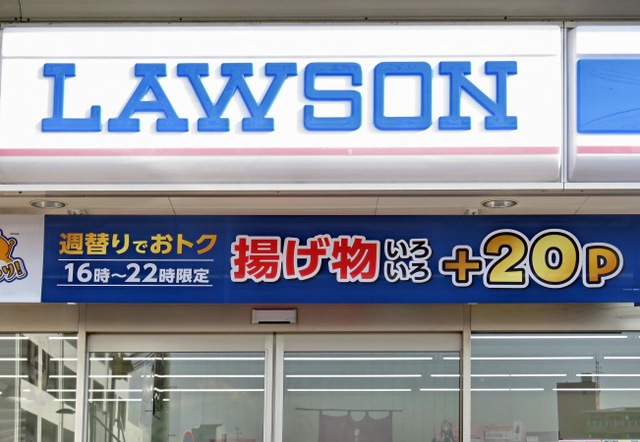 LAWSON
週替りでおトク
16時～22時限定
揚げ物いろいろ
+20P